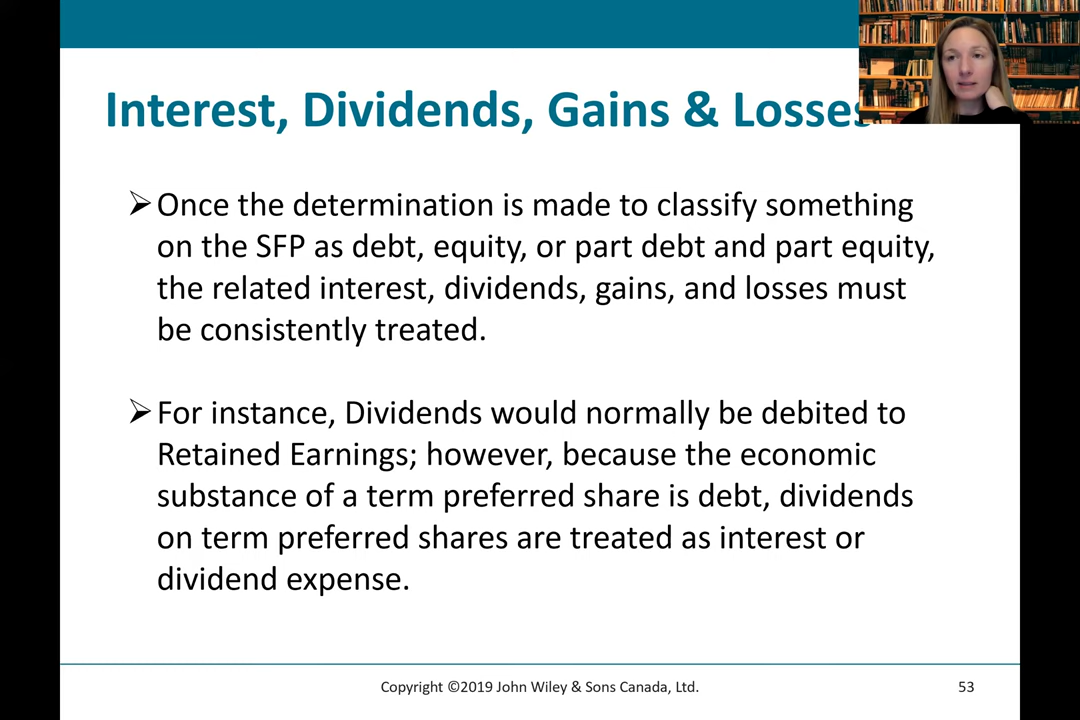 Interest, Dividends, Gains & Losses
➢Once the determination is made to classify something
on the SFP as debt, equity, or part debt and part equity,
the related interest, dividends, gains, and losses must
be consistently treated.
➢For instance, Dividends would normally be debited to
Retained Earnings; however, because the economic
substance of a term preferred share is debt, dividends
on term preferred shares are treated as interest or
dividend expense.
Copyright ©2019 John Wiley & Sons Canada, Ltd.
53